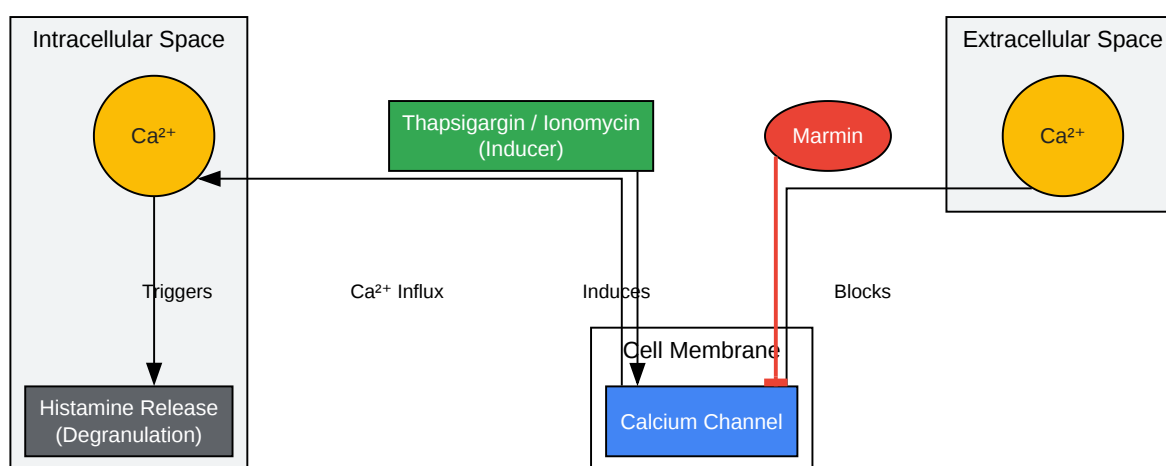 Intracellular Space
Extracellular Space
Ca²⁺
Thapsigargin / Ionomycin
(Inducer)
Marmin
Ca²⁺
Triggers
Ca²⁺ Influx
Induces
Blocks
Cell Membrane
Histamine Release
(Degranulation)
Calcium Channel